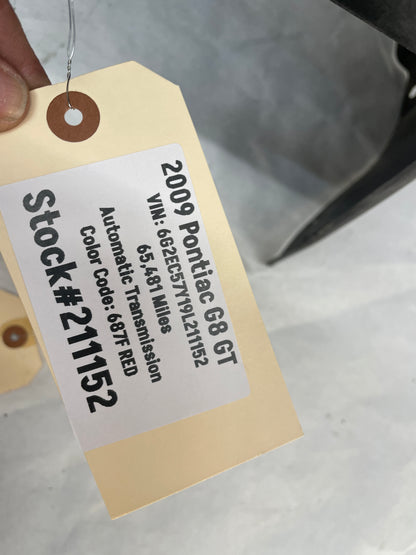 2009 Pontiac G8 GT
VIN: 6G2EC57Y19L211152
65,481 Miles
Automatic Transmission
Color Code: 687F RED
Stock#211152